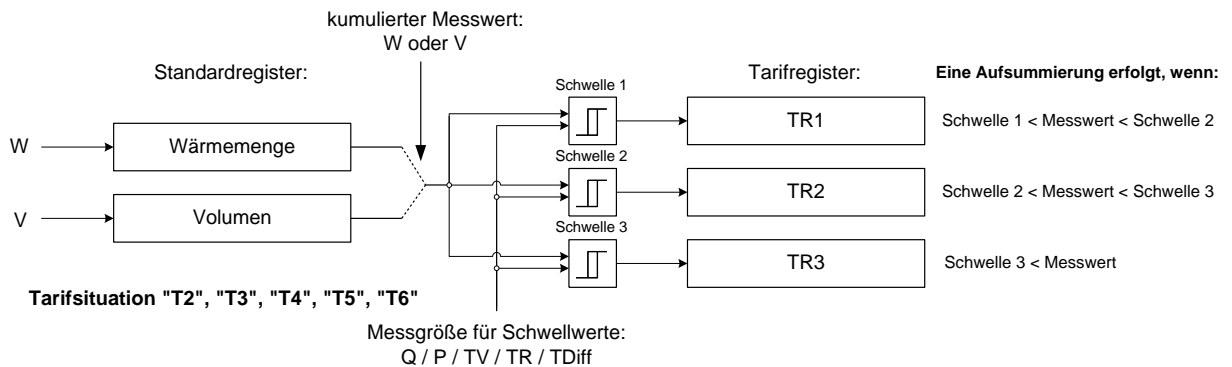 kumulierter Messwert:
W oder V
Standardregister:
Tarifregister:
Eine Aufsummierung erfolgt, wenn:
Schwelle 1
W
Wärmemenge
TR1
Schwelle 1 < Messwert < Schwelle 2
Schwelle 2
V
Volumen
TR2
Schwelle 2 < Messwert < Schwelle 3
Schwelle 3
TR3
Schwelle 3 < Messwert
Tarifsituation "T2", "T3", "T4", "T5", "T6"
Messgröße für Schwellwerte:
Q / P / TV / TR / TDiff